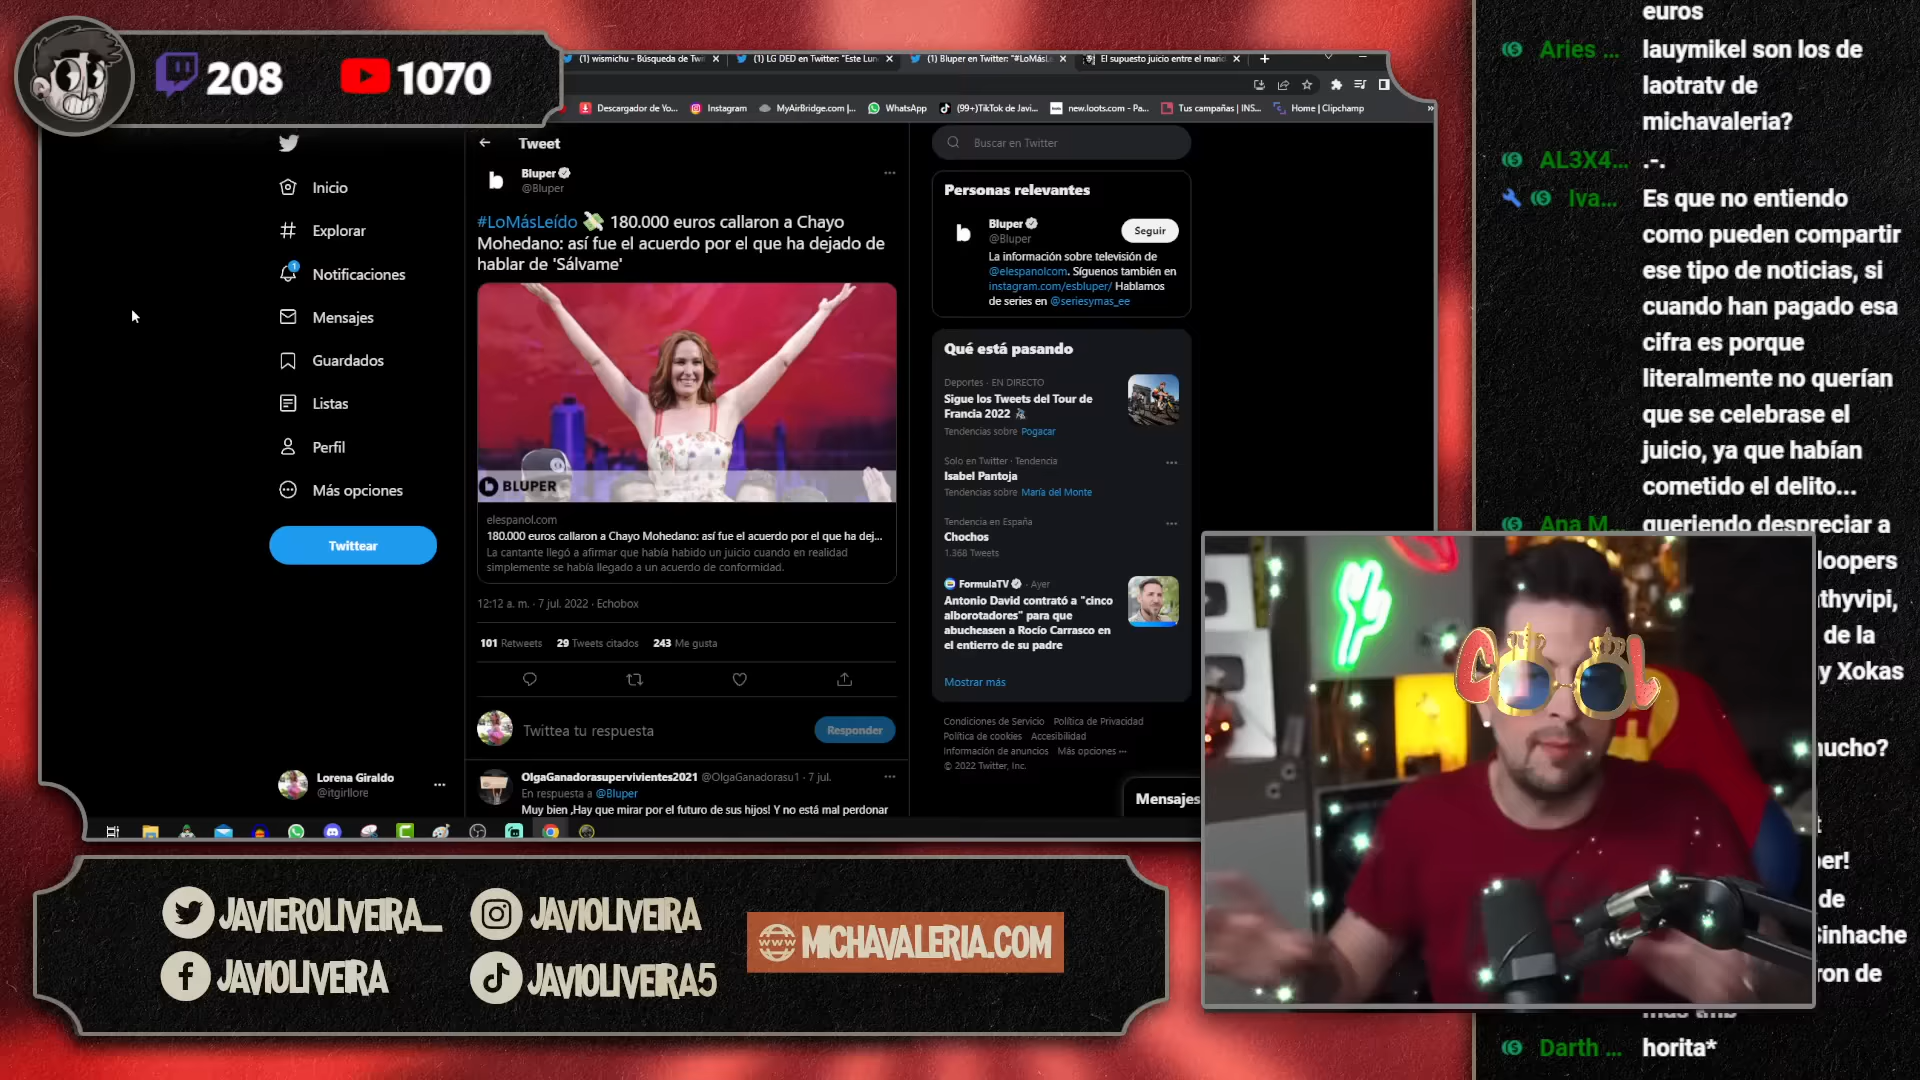 208
1070
(1) wismichu - Búsqueda de Twi
(1) LG DED en Twitter: "Este Lun
(1) Bluper en Twitter: "#LoMásL
El supuesto juicio entre el mari
Descargador de Yo...
Instagram
MyAirBridge.com |...
WhatsApp
(99+)TikTok de Javi...
new.loots.com - Pa...
Tus campañas | INS...
Home | Clipchamp
Inicio
Explorar
1
Notificaciones
Mensajes
Guardados
Listas
Perfil
Más opciones
Twittear
Lorena Giraldo
@itgirllore
Tweet
Bluper
@Bluper
#LoMásLeído 💸 180.000 euros callaron a Chayo
Mohedano: así fue el acuerdo por el que ha dejado de
hablar de 'Sálvame'
BLUPER
elespanol.com
180.000 euros callaron a Chayo Mohedano: así fue el acuerdo por el que ha dej...
La cantante llegó a afirmar que había habido un juicio cuando en realidad
simplemente se había llegado a un acuerdo de conformidad.
12:12 a. m. · 7 jul. 2022 · Echobox
101 Retweets 29 Tweets citados 243 Me gusta
Twittea tu respuesta
Responder
OlgaGanadorasupervivientes2021 @OlgaGanadorasu1 · 7 jul.
En respuesta a @Bluper
Muy bien ,Hay que mirar por el futuro de sus hijos! Y no está mal perdonar
Buscar en Twitter
Personas relevantes
Bluper
@Bluper
Seguir
La información sobre televisión de
@elespanolcom. Síguenos también en
instagram.com/esbluper/ Hablamos
de series en @seriesymas_ee
Qué está pasando
Deportes · EN DIRECTO
Sigue los Tweets del Tour de
Francia 2022
Tendencias sobre Pogacar
Solo en Twitter · Tendencia
Isabel Pantoja
Tendencias sobre María del Monte
Tendencia en España
Chochos
1.368 Tweets
FormulaTV · Ayer
Antonio David contrató a "cinco
alborotadores" para que
abucheasen a Rocío Carrasco en
el entierro de su padre
Mostrar más
Condiciones de Servicio Política de Privacidad
Política de cookies Accesibilidad
Información de anuncios Más opciones ···
© 2022 Twitter, Inc.
Mensajes
euros
Aries ... lauymikel son los de
laotratv de
michavaleria?
AL3X4... .-.
Iva... Es que no entiendo
como pueden compartir
ese tipo de noticias, si
cuando han pagado esa
cifra es porque
literalmente no querían
que se celebrase el
juicio, ya que habían
cometido el delito...
Ana M... queriendo despreciar a
loopers
thyvipi,
de la
y Xokas
ucho?
er!
de
Sinhache
ron de
Darth ... horita*
COOL
JAVIEROLIVEIRA_
JAVIOLIVEIRA
JAVIOLIVEIRA
JAVIOLIVEIRA5
WWW
MICHAVALERIA.COM